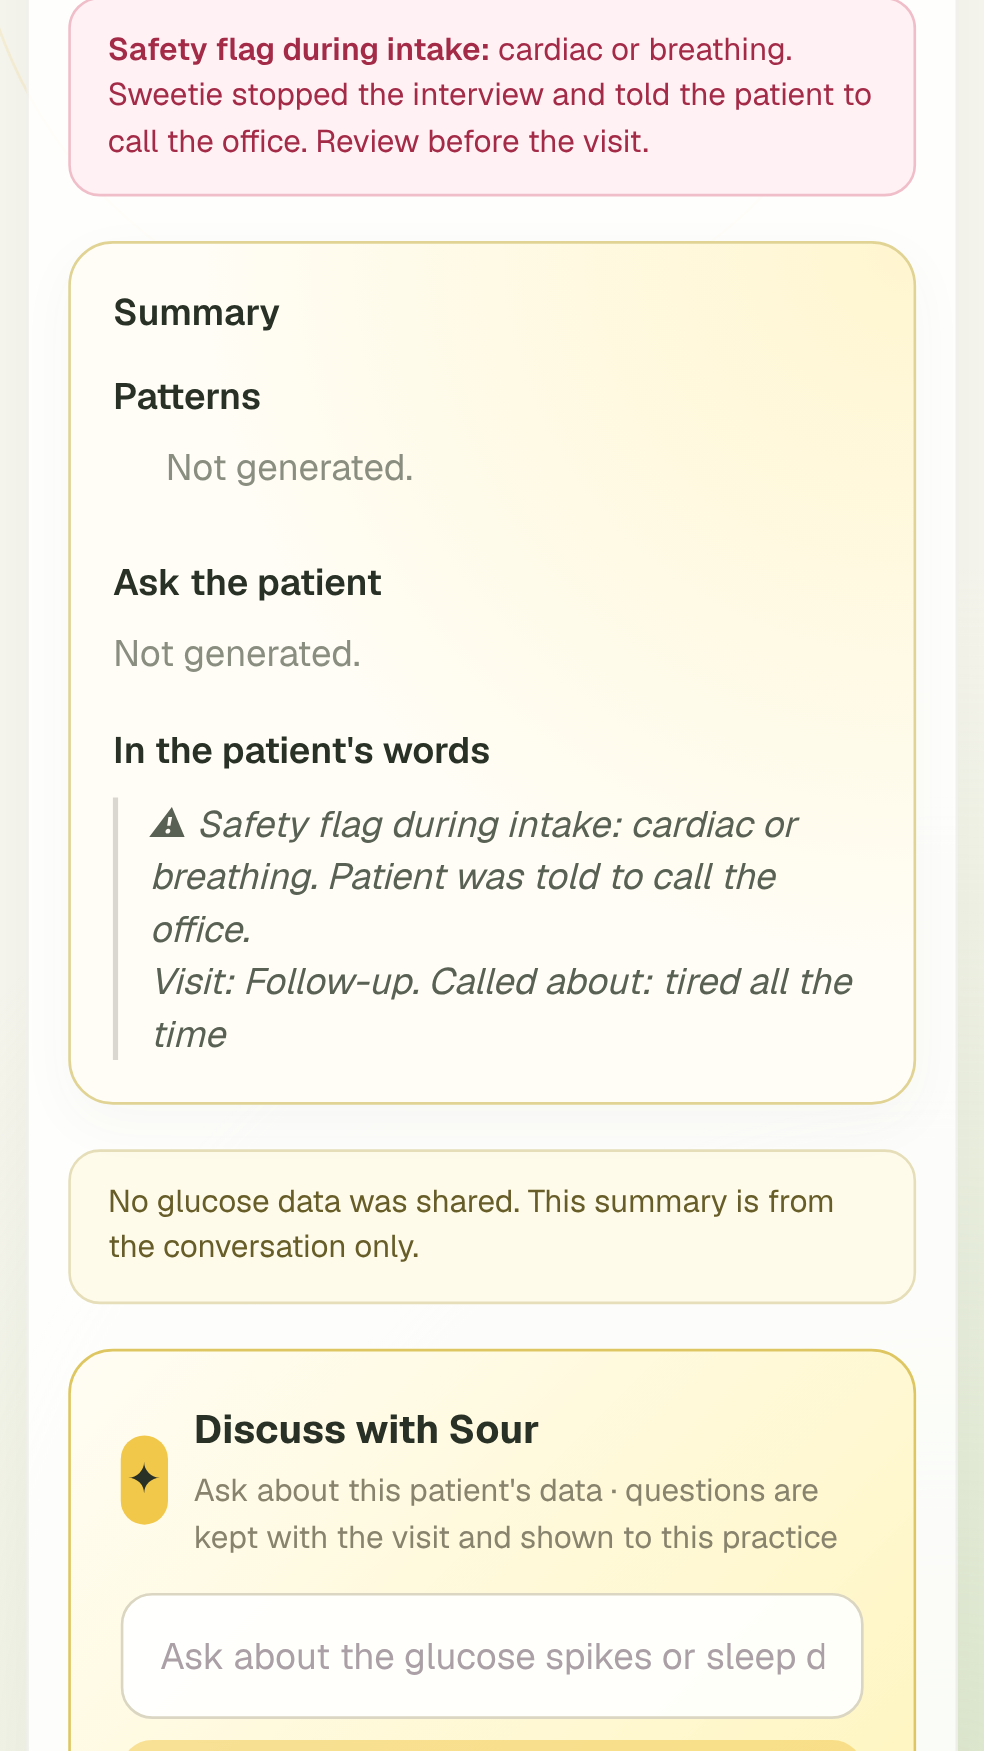 Safety flag during intake: cardiac or breathing.
Sweetie stopped the interview and told the patient to
call the office. Review before the visit.
Summary
Patterns
Not generated.
Ask the patient
Not generated.
In the patient's words
⚠ Safety flag during intake: cardiac or
breathing. Patient was told to call the
office.
Visit: Follow-up. Called about: tired all the
time
No glucose data was shared. This summary is from
the conversation only.
Discuss with Sour
Ask about this patient's data · questions are
kept with the visit and shown to this practice
Ask about the glucose spikes or sleep d